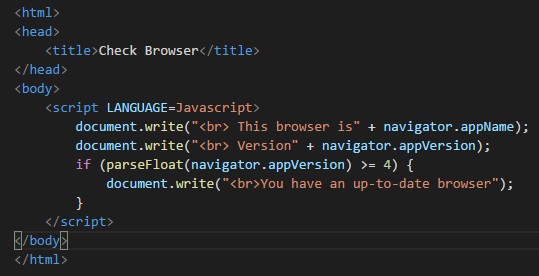 <html>
<head>
    <title>Check Browser</title>
</head>
<body>
    <script LANGUAGE=Javascript>
        document.write("<br> This browser is" + navigator.appName);
        document.write("<br> Version" + navigator.appVersion);
        if (parseFloat(navigator.appVersion) >= 4) {
            document.write("<br>You have an up-to-date browser");
        }
    </script>
</body>
</html>